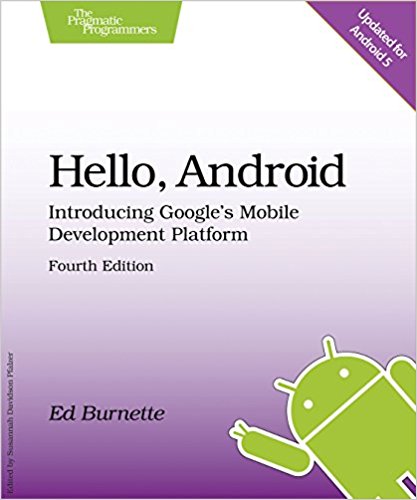 The
Pragmatic
Programmers
Updated for
Android 5
Hello, Android
Introducing Google's Mobile
Development Platform
Fourth Edition
Ed Burnette
Edited by Susannah Davidson Pfalzer